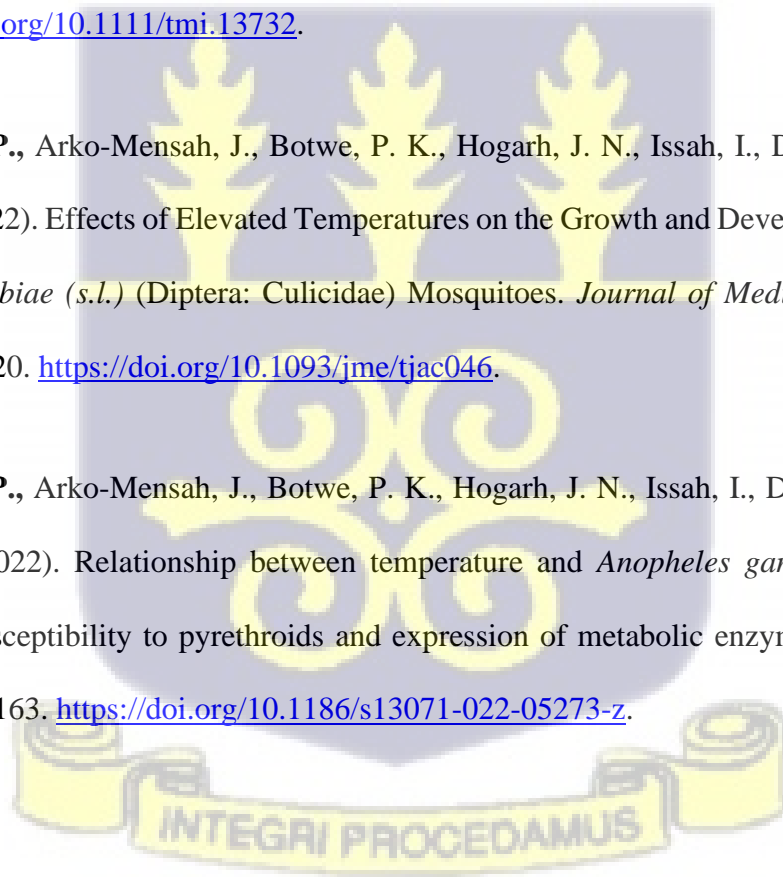 org/10.1111/tmi.13732.
P., Arko-Mensah, J., Botwe, P. K., Hogarh, J. N., Issah, I., D
22). Effects of Elevated Temperatures on the Growth and Deve
biae (s.l.) (Diptera: Culicidae) Mosquitoes. Journal of Med
20. https://doi.org/10.1093/jme/tjac046.
P., Arko-Mensah, J., Botwe, P. K., Hogarh, J. N., Issah, I., D
022). Relationship between temperature and Anopheles gar
sceptibility to pyrethroids and expression of metabolic enzyn
163. https://doi.org/10.1186/s13071-022-05273-z.
INTEGRI PROCEDAMUS